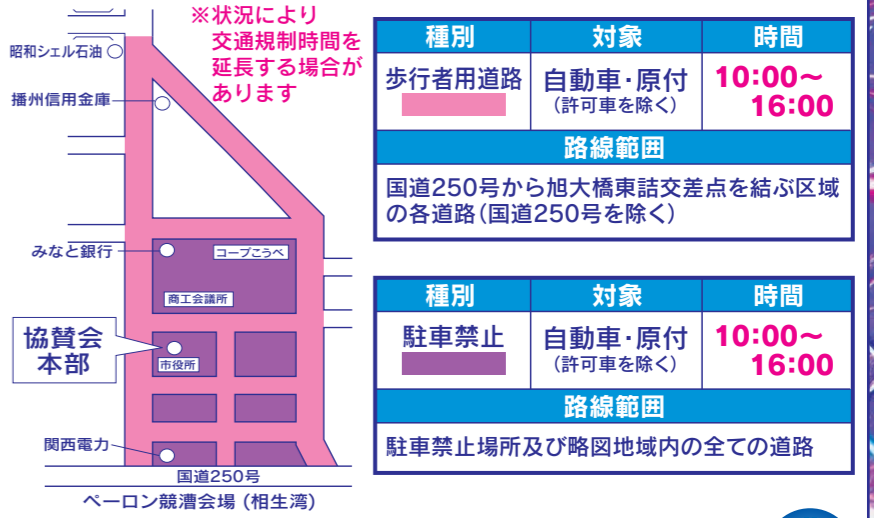 ※状況により
交通規制時間を
延長する場合が
あります
昭和シェル石油
播州信用金庫
みなと銀行
コープこうべ
商工会議所
協賛会
本部
市役所
関西電力
国道250号
ペーロン競漕会場 (相生湾)
種別 対象 時間
歩行者用道路 自動車・原付 10:00〜
(許可車を除く) 16:00
路線範囲
国道250号から旭大橋東詰交差点を結ぶ区域
の各道路(国道250号を除く)
種別 対象 時間
駐車禁止 自動車・原付 10:00〜
(許可車を除く) 16:00
路線範囲
駐車禁止場所及び略図地域内の全ての道路